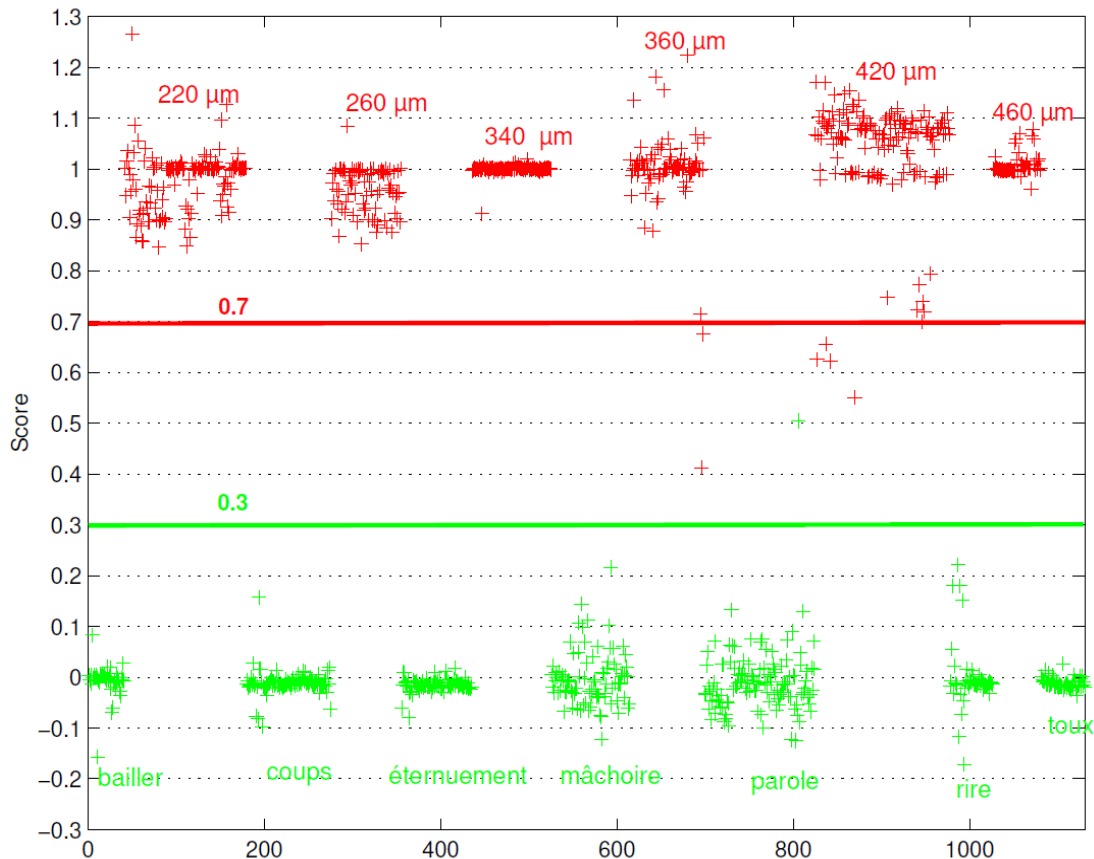 1.3
1.2
1.1
1
0.9
0.8
0.7
0.6
0.5
0.4
0.3
0.2
0.1
0
−0.1
−0.2
−0.3
Score
220 µm
260 µm
340 µm
360 µm
420 µm
460 µm
0.7
0.3
bailler
coups
éternuement
mâchoire
parole
rire
toux
0
200
400
600
800
1000